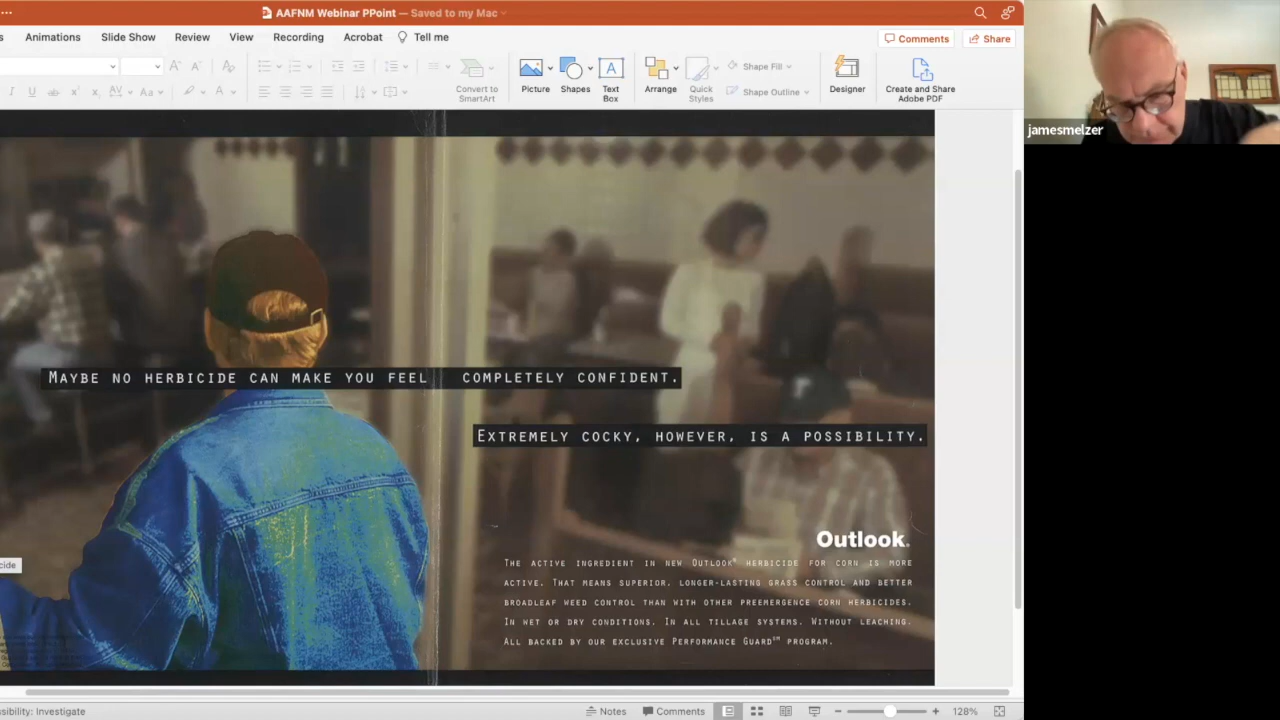 AAFNM Webinar PPoint — Saved to my Mac
s Animations Slide Show Review View Recording Acrobat Tell me
Comments Share
Convert to SmartArt
Picture Shapes Text Box
Arrange Quick Styles
Shape Fill
Shape Outline
Designer
Create and Share Adobe PDF
jamesmelzer
MAYBE NO HERBICIDE CAN MAKE YOU FEEL COMPLETELY CONFIDENT.
EXTREMELY COCKY, HOWEVER, IS A POSSIBILITY.
cide
Outlook.
THE ACTIVE INGREDIENT IN NEW OUTLOOK® HERBICIDE FOR CORN IS MORE
ACTIVE. THAT MEANS SUPERIOR, LONGER-LASTING GRASS CONTROL AND BETTER
BROADLEAF WEED CONTROL THAN WITH OTHER PREEMERGENCE CORN HERBICIDES.
IN WET OR DRY CONDITIONS. IN ALL TILLAGE SYSTEMS. WITHOUT LEACHING.
ALL BACKED BY OUR EXCLUSIVE PERFORMANCE GUARD℠ PROGRAM.
sibility: Investigate
Notes Comments 128%